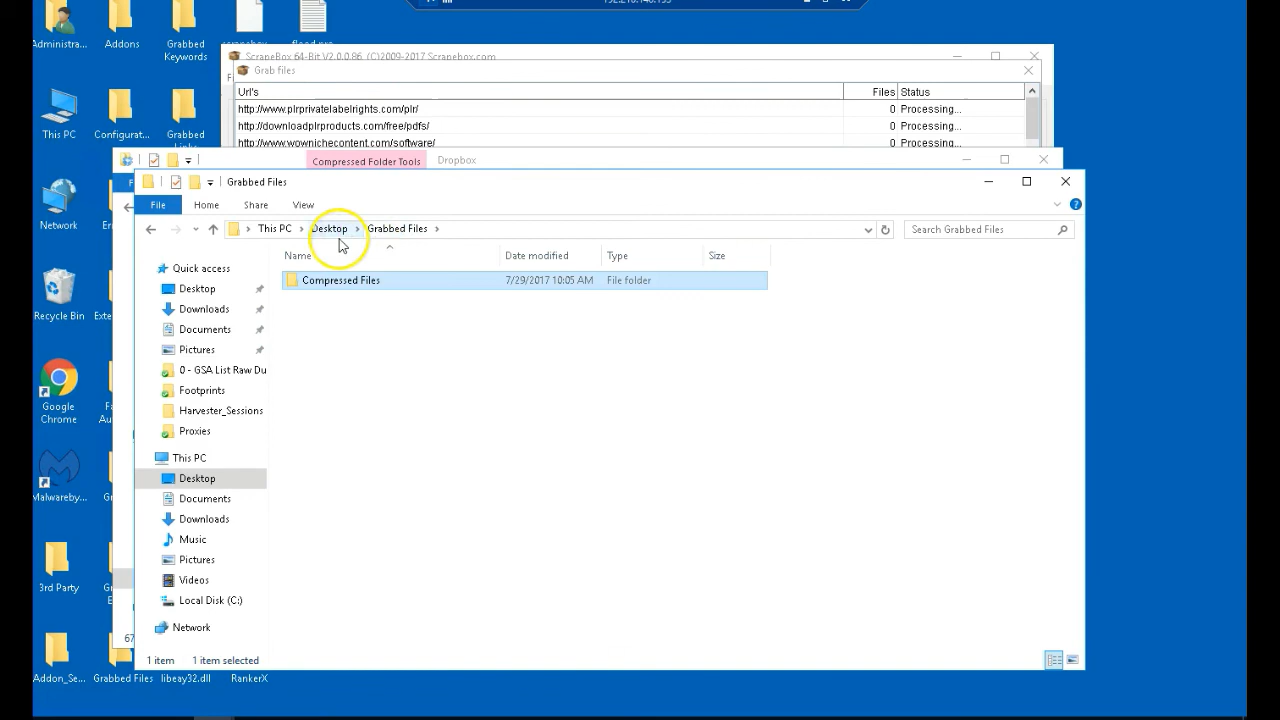 Administra...
Addons
Grabbed Keywords
This PC
Configurat...
Grabbed
Network
Recycle Bin
Google Chrome
Malwareby...
3rd Party
Addon_Se...
Grabbed Files
libeay32.dll
RankerX
ScrapeBox 64-Bit V2.0.0.86. (C)2009-2017 Scrapebox.com
Grab files
Url's
Files
Status
http://www.plrprivatelabelrights.com/plr/
0 Processing...
http://downloadplrproducts.com/free/pdfs/
0 Processing...
http://www.wownichecontent.com/software/
0 Processing...
Compressed Folder Tools
Dropbox
Grabbed Files
File
Home
Share
View
This PC
Desktop
Grabbed Files
Search Grabbed Files
Name
Date modified
Type
Size
Compressed Files
7/29/2017 10:05 AM
File folder
Quick access
Desktop
Downloads
Documents
Pictures
0 - GSA List Raw Du
Footprints
Harvester_Sessions
Proxies
This PC
Desktop
Documents
Downloads
Music
Pictures
Videos
Local Disk (C:)
Network
1 item
1 item selected
67